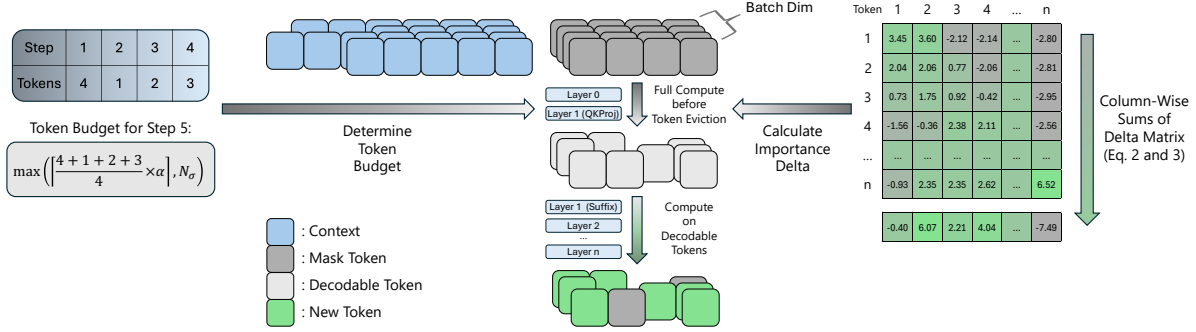 Step 1 2 3 4
Tokens 4 1 2 3
Token Budget for Step 5:
max(⌈(4 + 1 + 2 + 3)/4 × α⌉, Nσ)
Determine
Token
Budget
Batch Dim
Layer 0
Layer 1 (QKProj)
Full Compute
before
Token Eviction
Calculate
Importance
Delta
Layer 1 (Suffix)
Layer 2
...
Layer n
Compute
on
Decodable
Tokens
: Context
: Mask Token
: Decodable Token
: New Token
Token 1 2 3 4 ... n
1 3.45 3.60 -2.12 -2.14 ... -2.80
2 2.04 2.06 0.77 -2.06 ... -2.81
3 0.73 1.75 0.92 -0.42 ... -2.95
4 -1.56 -0.36 2.38 2.11 ... -2.56
... ... ... ... ... ... ...
n -0.93 2.35 2.35 2.62 ... 6.52
-0.40 6.07 2.21 4.04 ... -7.49
Column-Wise
Sums of
Delta Matrix
(Eq. 2 and 3)